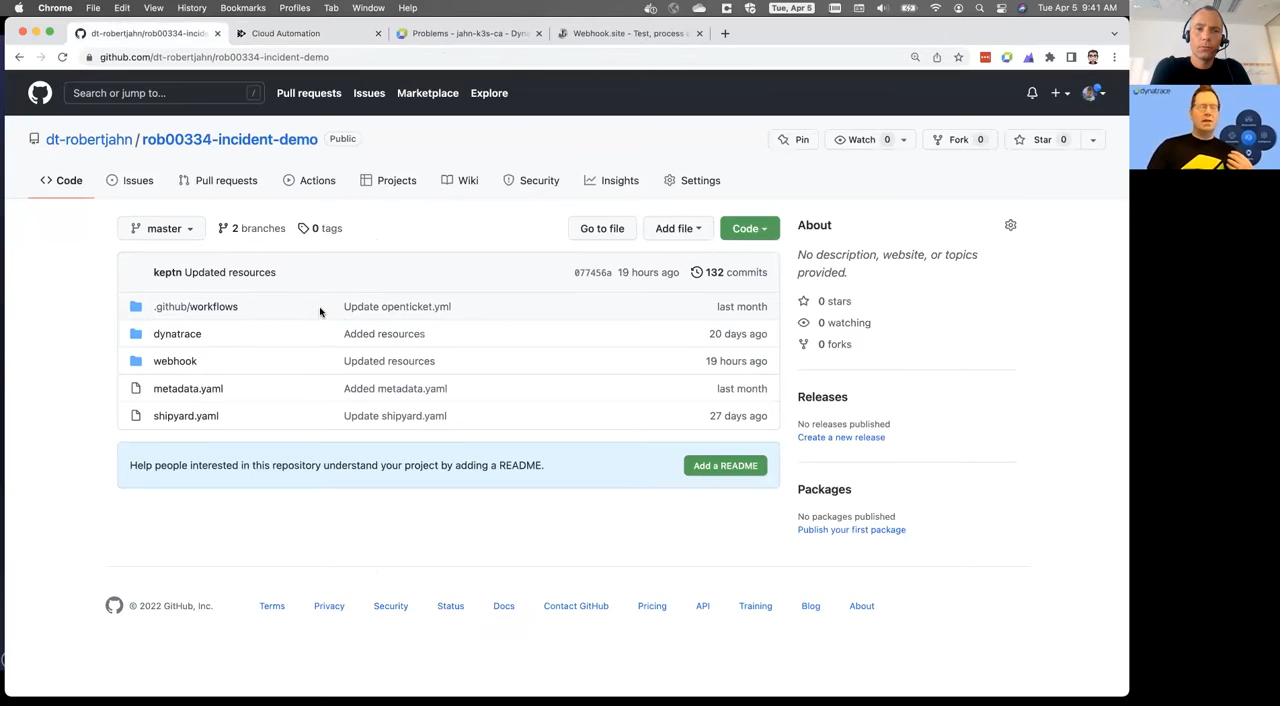 Chrome File Edit View History Bookmarks Profiles Tab Window Help Tue, Apr 5 Tue Apr 5 9:41 AM
dt-robertjahn/rob00334-incid Cloud Automation Problems - jahn-k3s-ca - Dyna Webhook.site - Test, process a
github.com/dt-robertjahn/rob00334-incident-demo
Search or jump to... / Pull requests Issues Marketplace Explore
dt-robertjahn / rob00334-incident-demo Public Pin Watch 0 Fork 0 Star 0
Code Issues Pull requests Actions Projects Wiki Security Insights Settings
master 2 branches 0 tags Go to file Add file Code
keptn Updated resources 077456a 19 hours ago 132 commits
.github/workflows Update openticket.yml last month
dynatrace Added resources 20 days ago
webhook Updated resources 19 hours ago
metadata.yaml Added metadata.yaml last month
shipyard.yaml Update shipyard.yaml 27 days ago
Help people interested in this repository understand your project by adding a README. Add a README
About
No description, website, or topics
provided.
0 stars
0 watching
0 forks
Releases
No releases published
Create a new release
Packages
No packages published
Publish your first package
© 2022 GitHub, Inc. Terms Privacy Security Status Docs Contact GitHub Pricing API Training Blog About
dynatrace